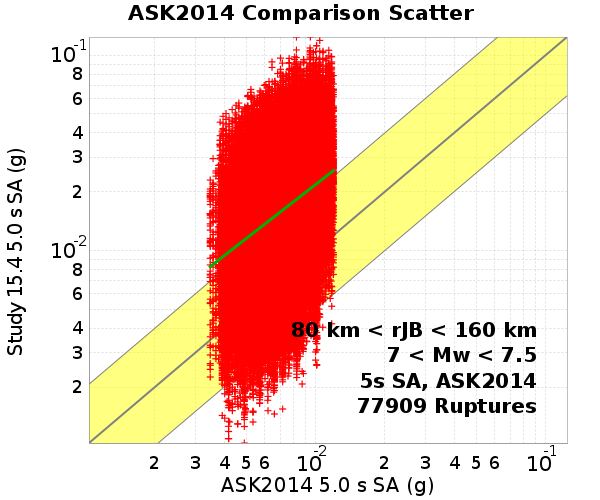 ASK2014 Comparison Scatter
Study 15.4 5.0 s SA (g)
10-1
8
6
4
3
2
10-2
8
6
4
3
2
80 km < rJB < 160 km
7 < Mw < 7.5
5s SA, ASK2014
77909 Ruptures
2 3 4 5 6 10-2 2 3 4 5 6 10-1
ASK2014 5.0 s SA (g)